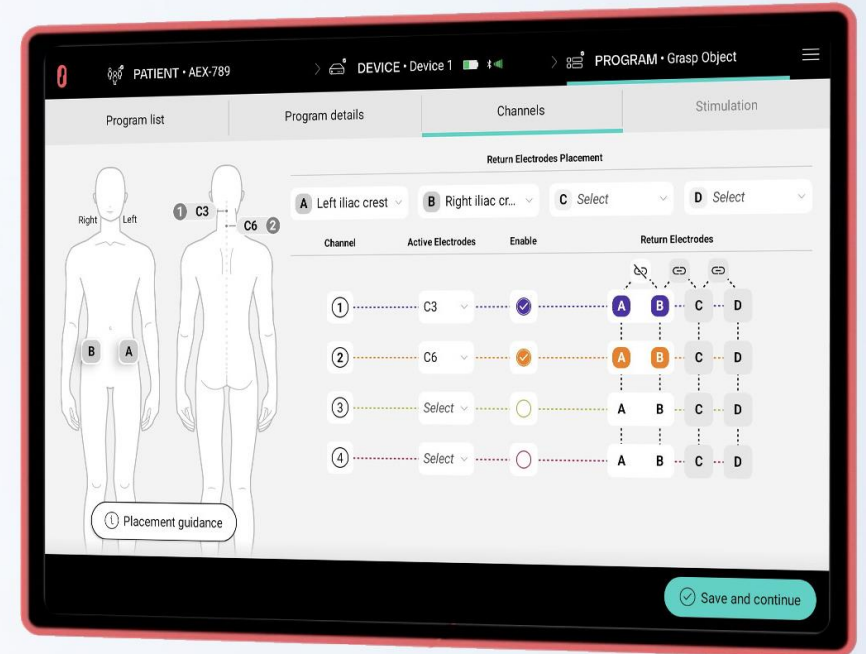 PATIENT • AEX-789
DEVICE • Device 1
PROGRAM • Grasp Object
Program list
Program details
Channels
Stimulation
Return Electrodes Placement
A Left iliac crest
B Right iliac cr...
C Select
D Select
Right Left
1 C3
C6 2
Channel Active Electrodes Enable Return Electrodes
1 C3 A B C D
2 C6 A B C D
B A
3 Select A B C D
4 Select A B C D
Placement guidance
Save and continue